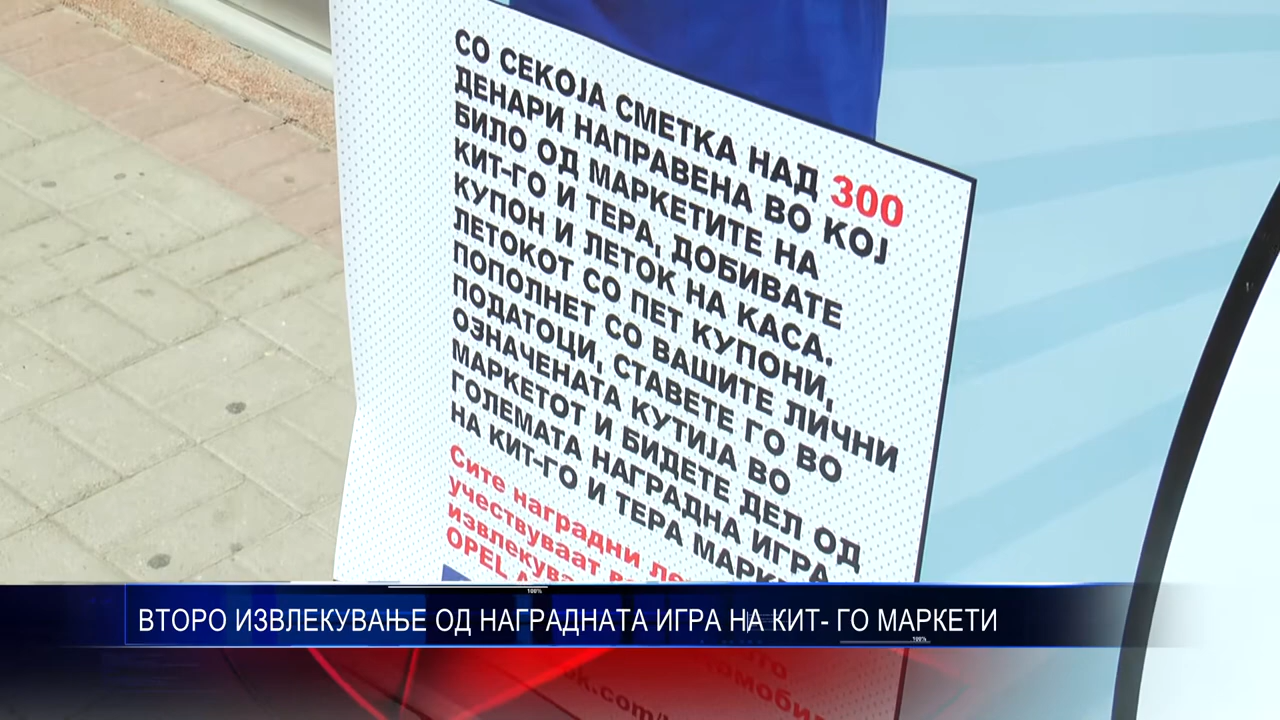 СО СЕКОЈА СМЕТКА НАД 300
ДЕНАРИ НАПРАВЕНА ВО КОЈ
БИЛО ОД МАРКЕТИТЕ НА
КИТ-ГО И ТЕРА, ДОБИВАТЕ
КУПОН И ЛЕТОК НА КАСА.
ЛЕТОКОТ СО ПЕТ КУПОНИ,
ПОПОЛНЕТ СО ВАШИТЕ ЛИЧНИ
ПОДАТОЦИ, СТАВЕТЕ ГО ВО
ОЗНАЧЕНАТА КУТИЈА ВО
МАРКЕТОТ И БИДЕТЕ ДЕЛ ОД
ГОЛЕМАТА НАГРАДНА ИГРА
НА КИТ-ГО И ТЕРА
Сите наградни
учествуваат
OPEL
100%
ВТОРО ИЗВЛЕКУВАЊЕ ОД НАГРАДНАТА ИГРА НА КИТ- ГО МАРКЕТИ
100%